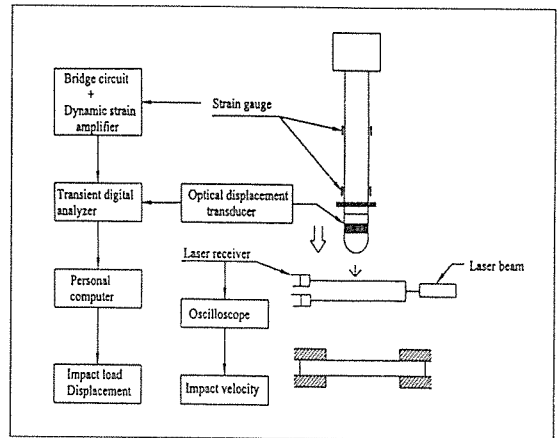 Bridge circuit
+
Dynamic strain
amplifier
Strain gauge
Transient digital
analyzer
Optical displacement
transducer
Laser receiver
Laser beam
Personal
computer
Oscilloscope
Impact load
Displacement
Impact velocity